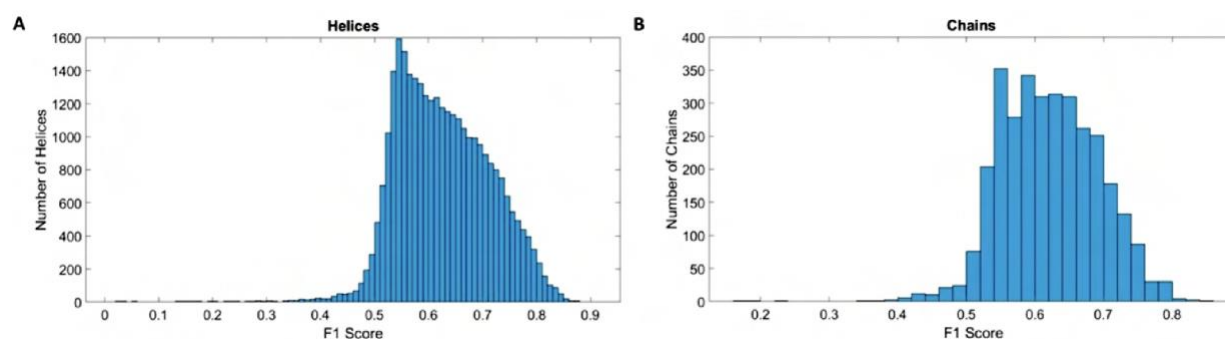 A
Helices
Number of Helices
1600
1400
1200
1000
800
600
400
200
0
0 0.1 0.2 0.3 0.4 0.5 0.6 0.7 0.8 0.9
F1 Score
B
Chains
Number of Chains
400
350
300
250
200
150
100
50
0
0.2 0.3 0.4 0.5 0.6 0.7 0.8
F1 Score